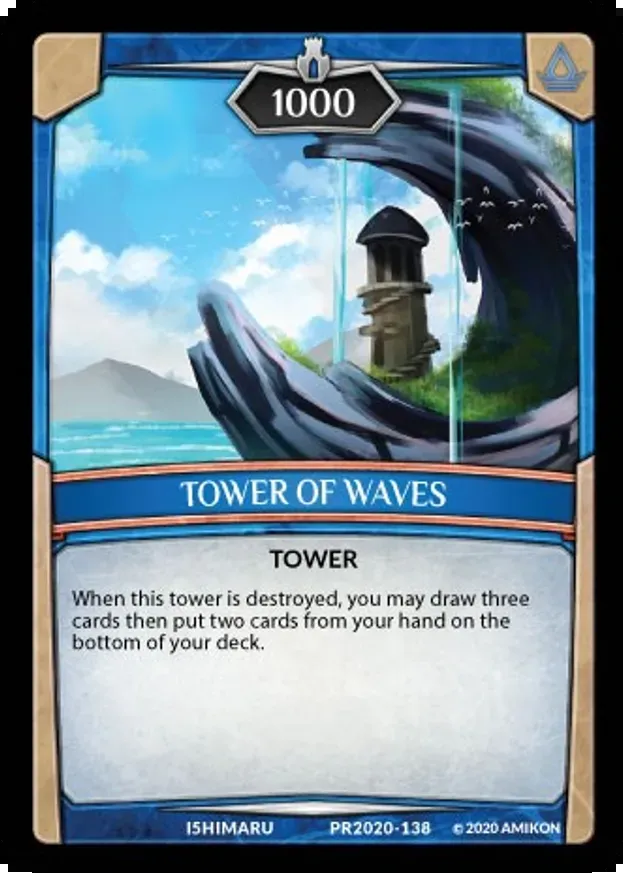 1000
TOWER OF WAVES
TOWER
When this tower is destroyed, you may draw three
cards then put two cards from your hand on the
bottom of your deck.
I5HIMARU PR2020-138 © 2020 AMIKON